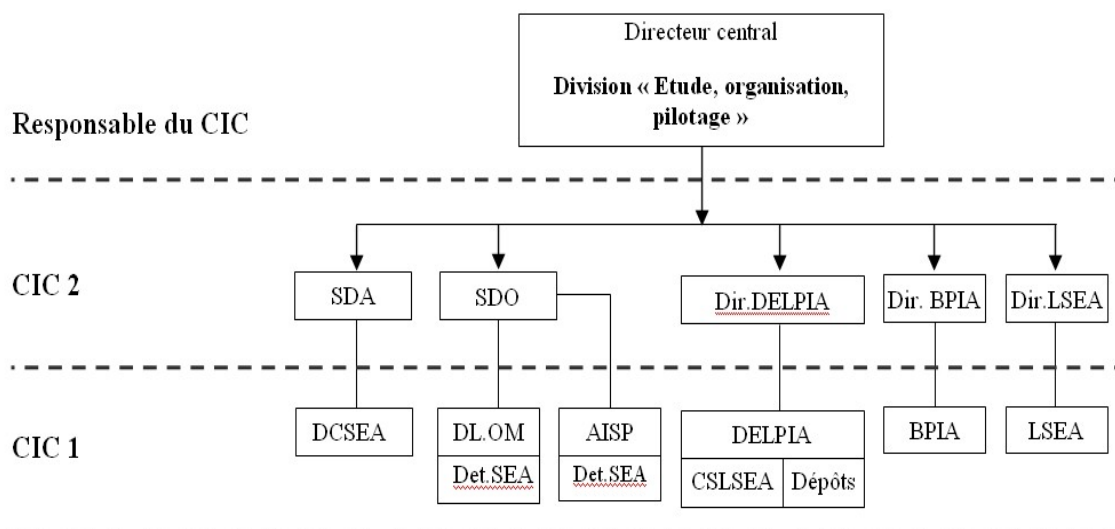 Directeur central
Division « Etude, organisation,
pilotage »
Responsable du CIC
CIC 2
SDA
SDO
Dir.DELPIA
Dir. BPIA
Dir.LSEA
CIC 1
DCSEA
DL.OM
Det.SEA
AISP
Det.SEA
DELPIA
CSLSEA
Dépôts
BPIA
LSEA